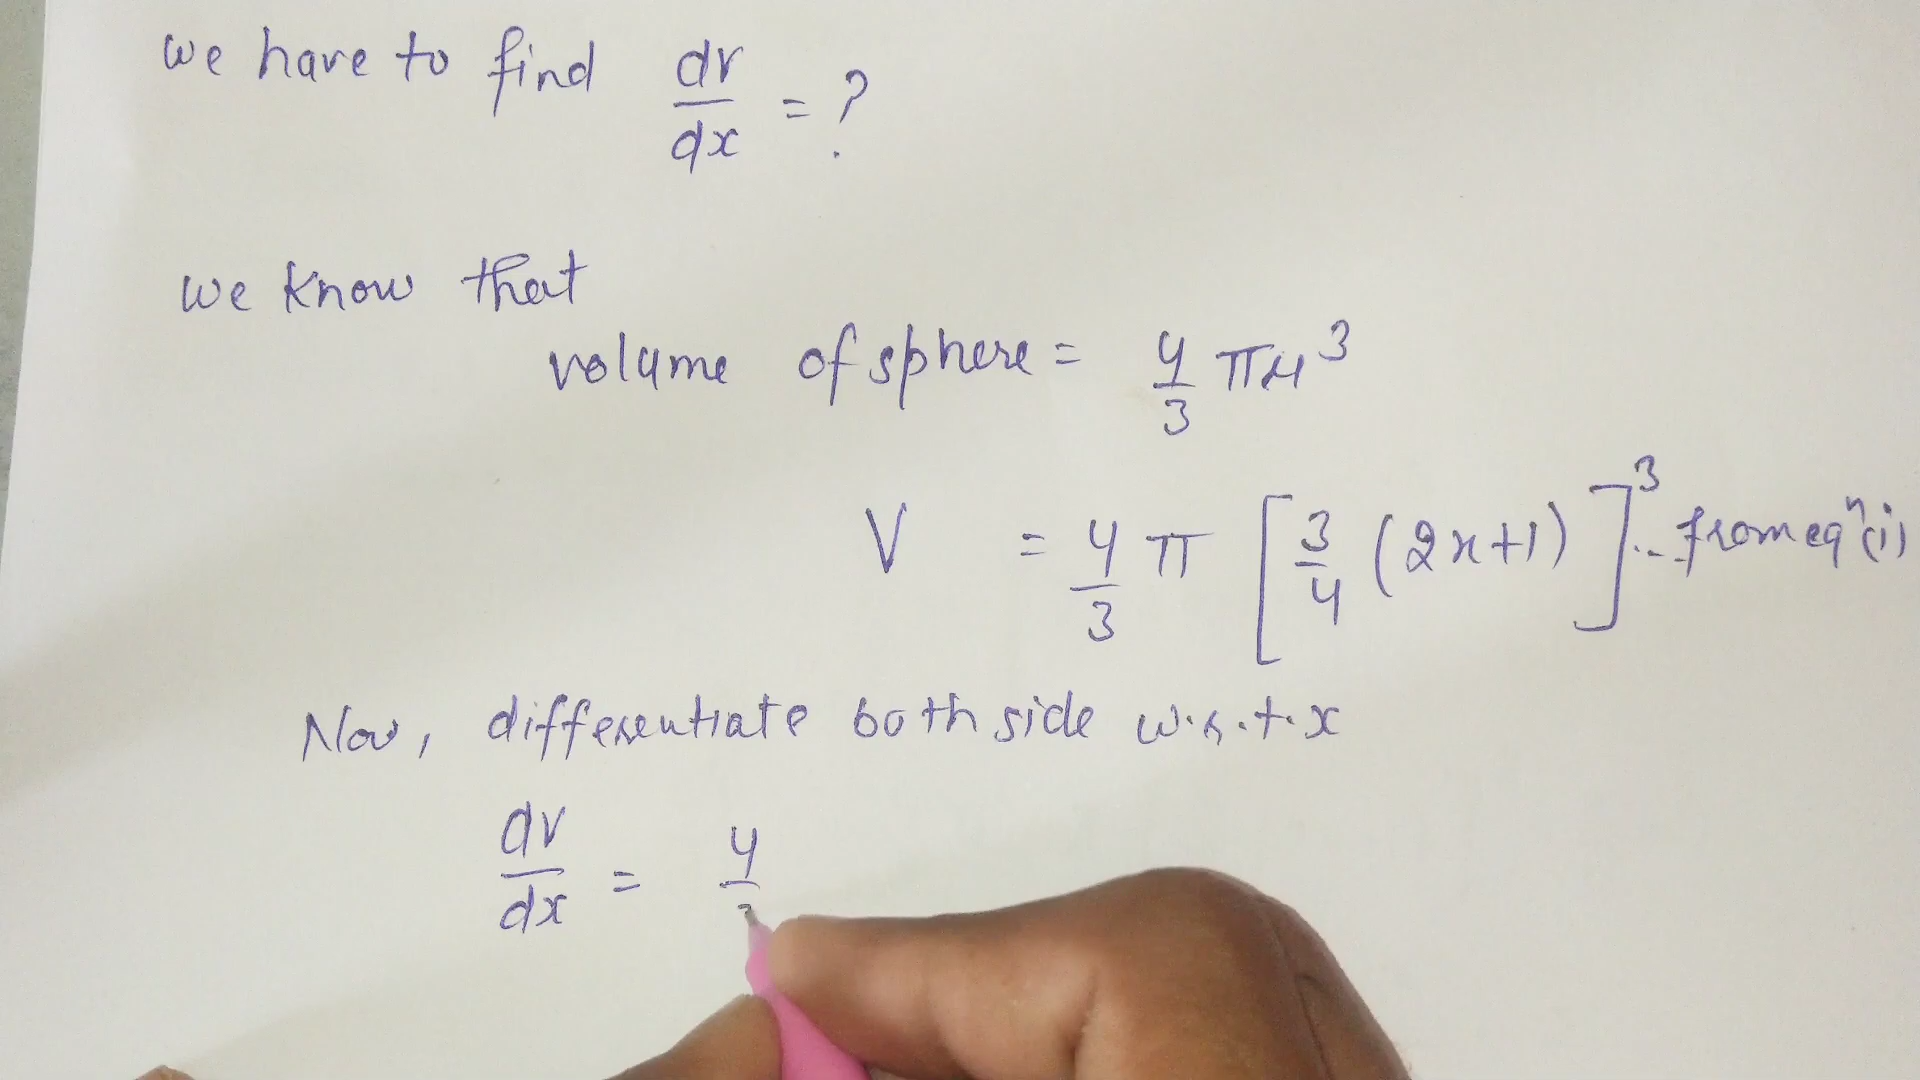 we have to find dv/dx = ?
we know that
volume of sphere = 4/3 πr³
V = 4/3 π [3/4 (2x+1)]³ ... from eqⁿ(i)
Now, differentiate both side w.r.t. x
dv/dx = 4/3